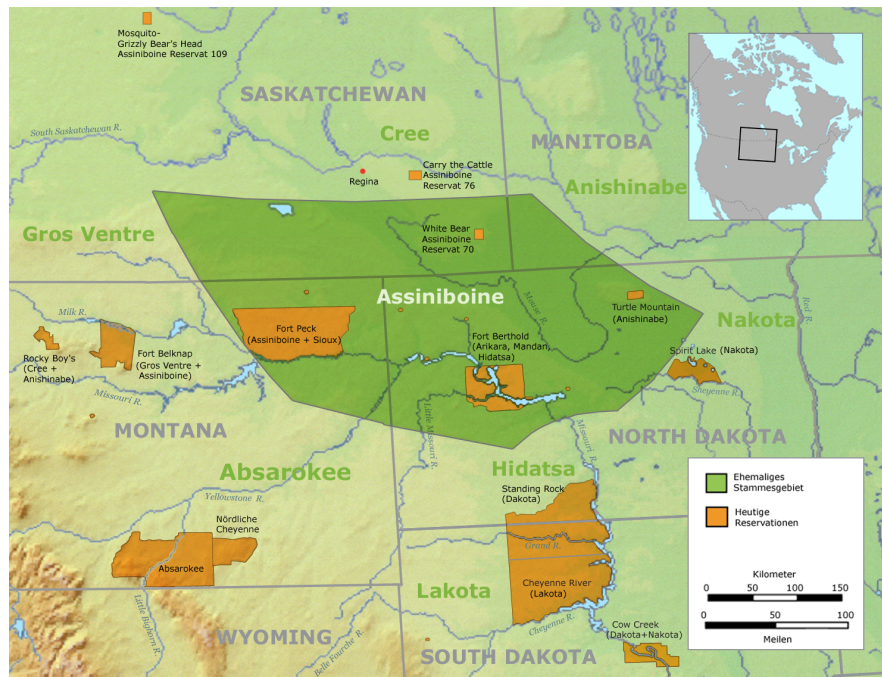 Mosquito-
Grizzly Bear's Head
Assiniboine Reservat 109
SASKATCHEWAN
South Saskatchewan R.
Cree
MANITOBA
Regina
Carry the Cattle
Assiniboine
Reservat 76
Anishinabe
Gros Ventre
White Bear
Assiniboine
Reservat 70
Assiniboine
Mouse R.
Turtle Mountain
(Anishinabe)
Red R.
Milk R.
Fort Peck
(Assiniboine + Sioux)
Nakota
Rocky Boy's
(Cree +
Anishinabe)
Fort Belknap
(Gros Ventre +
Assiniboine)
Fort Berthold
(Arikara, Mandan,
Hidatsa)
Spirit Lake (Nakota)
Sheyenne R.
Missouri R.
MONTANA
Little Missouri R.
Missouri R.
NORTH DAKOTA
Absarokee
Hidatsa
Yellowstone R.
Standing Rock
(Dakota)
Nördliche
Cheyenne
Absarokee
Grand R.
Little Bighorn R.
Lakota
Cheyenne River
(Lakota)
Cheyenne R.
WYOMING
Belle Fourche R.
SOUTH DAKOTA
Cow Creek
(Dakota+Nakota)
Ehemaliges
Stammesgebiet
Heutige
Reservationen
Kilometer
0 50 100 150
0 50 100
Meilen